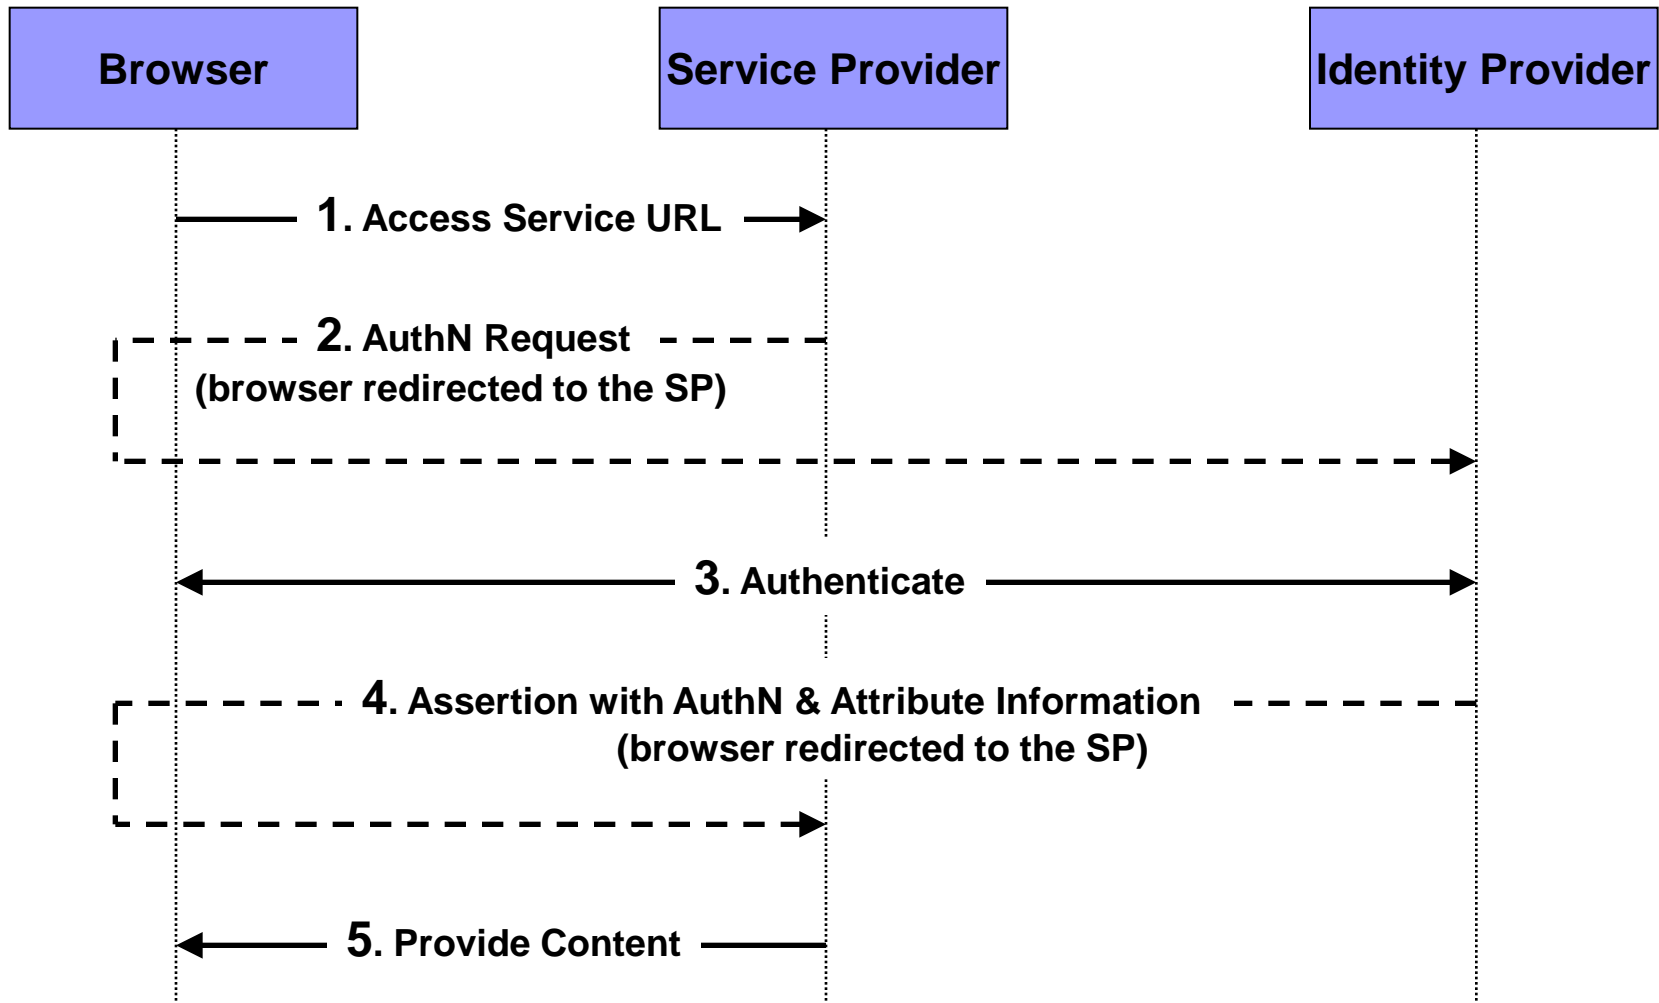 Browser
Service Provider
Identity Provider
1. Access Service URL
2. AuthN Request
(browser redirected to the SP)
3. Authenticate
4. Assertion with AuthN & Attribute Information
(browser redirected to the SP)
5. Provide Content